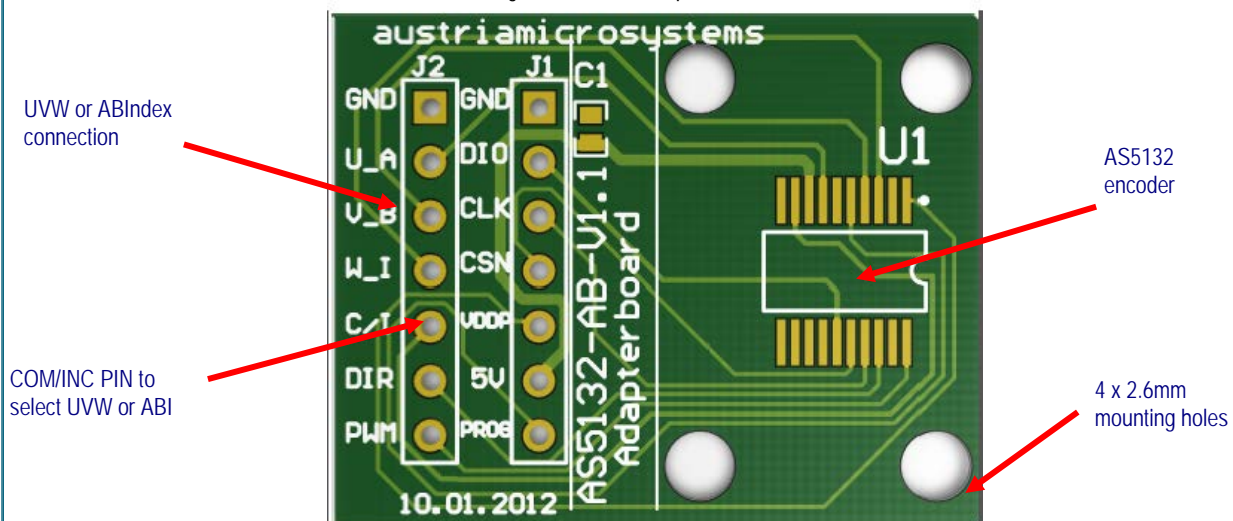 austriamicrosystems
J2
J1
C1
GND
GND
U_A
DIO
V_B
CLK
W_I
CSN
C/I
VDDP
DIR
5V
PWM
PROG
10.01.2012
AS5132-AB-V1.1
Adapterboard
U1
UVW or ABIndex
connection
COM/INC PIN to
select UVW or ABI
AS5132
encoder
4 x 2.6mm
mounting holes